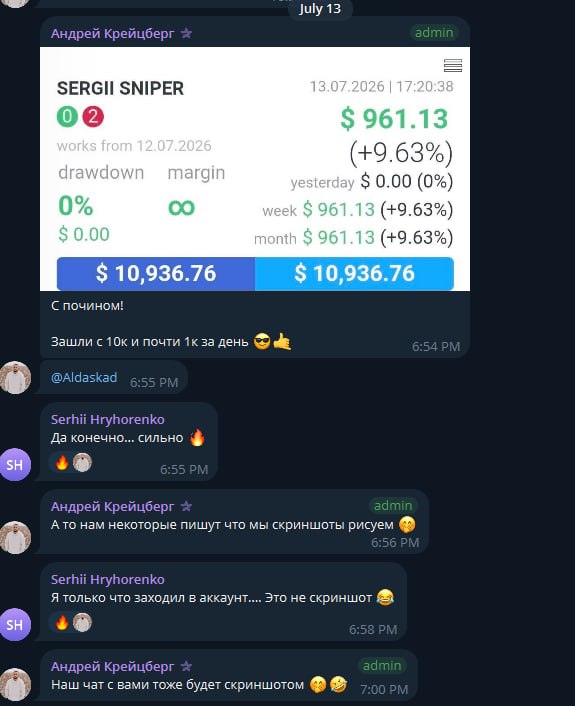 July 13
Андрей Крейцберг admin
SERGII SNIPER
13.07.2026 | 17:20:38
0 2
$ 961.13
works from 12.07.2026
(+9.63%)
drawdown margin
yesterday $ 0.00 (0%)
0% ∞
week $ 961.13 (+9.63%)
$ 0.00
month $ 961.13 (+9.63%)
$ 10,936.76 $ 10,936.76
С почином!
Зашли с 10к и почти 1к за день 😎🤙
6:54 PM
@Aldaskad 6:55 PM
Serhii Hryhorenko
Да конечно... сильно 🔥
SH
🔥 6:55 PM
Андрей Крейцберг admin
А то нам некоторые пишут что мы скриншоты рисуем 🤭
6:56 PM
Serhii Hryhorenko
Я только что заходил в аккаунт.... Это не скриншот 😂
SH
🔥 6:58 PM
Андрей Крейцберг admin
Наш чат с вами тоже будет скриншотом 🤭🤣 7:00 PM